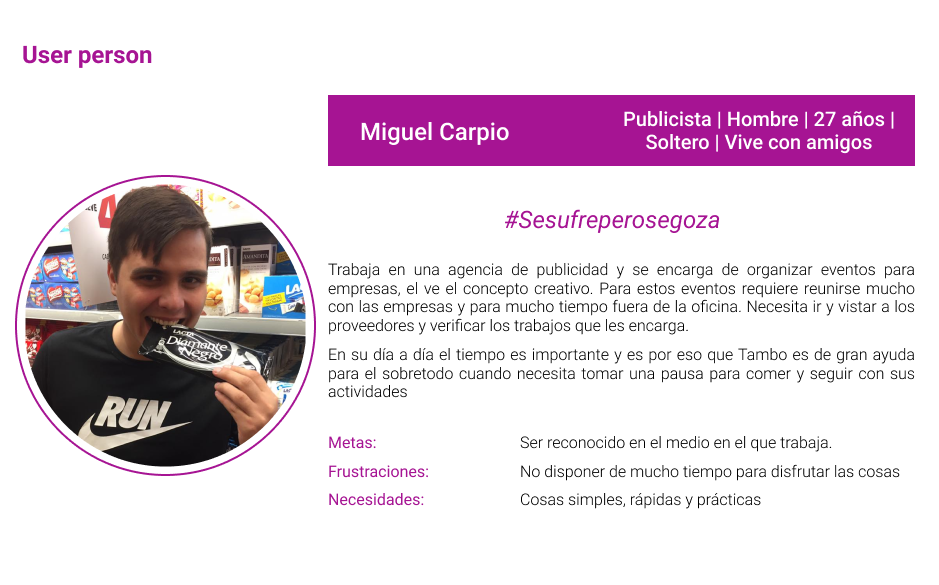 User person
Miguel Carpio
Publicista | Hombre | 27 años |
Soltero | Vive con amigos
#Sesufreperosegoza
Trabaja en una agencia de publicidad y se encarga de organizar eventos para
empresas, el ve el concepto creativo. Para estos eventos requiere reunirse mucho
con las empresas y para mucho tiempo fuera de la oficina. Necesita ir y vistar a los
proveedores y verificar los trabajos que les encarga.
En su día a día el tiempo es importante y es por eso que Tambo es de gran ayuda
para el sobretodo cuando necesita tomar una pausa para comer y seguir con sus
actividades
Metas: Ser reconocido en el medio en el que trabaja.
Frustraciones: No disponer de mucho tiempo para disfrutar las cosas
Necesidades: Cosas simples, rápidas y prácticas
LACTA
Diamante
Negro
RUN